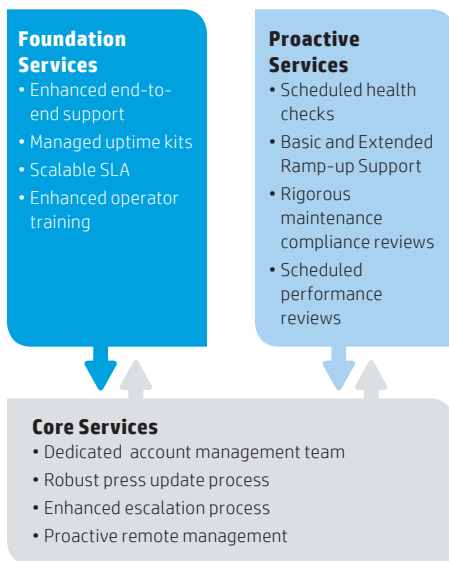 Foundation
Services
• Enhanced end-to-
end support
• Managed uptime kits
• Scalable SLA
• Enhanced operator
training
Proactive
Services
• Scheduled health
checks
• Basic and Extended
Ramp-up Support
• Rigorous
maintenance
compliance reviews
• Scheduled
performance
reviews
Core Services
• Dedicated account management team
• Robust press update process
• Enhanced escalation process
• Proactive remote management